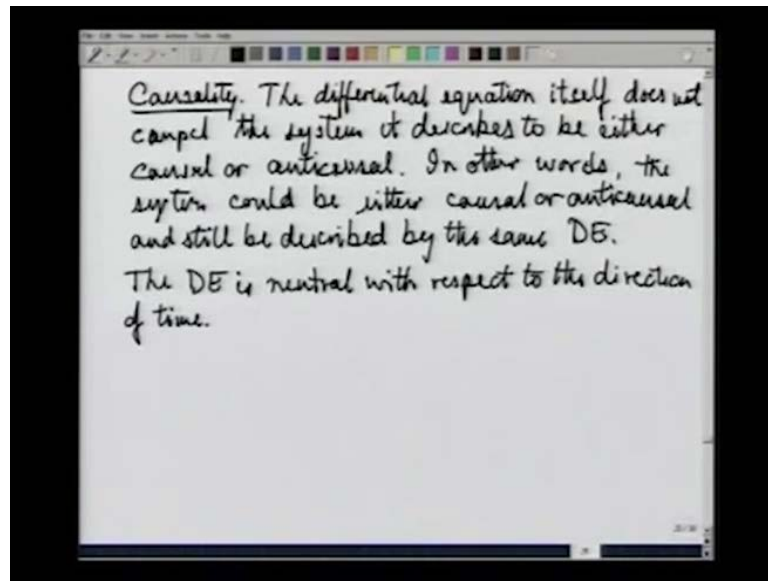 Causality. The differential equation itself does not
compel the system it describes to be either
causal or anticausal. In other words, the
system could be either causal or anticausal
and still be described by the same DE.
The DE is neutral with respect to the direction
of time.